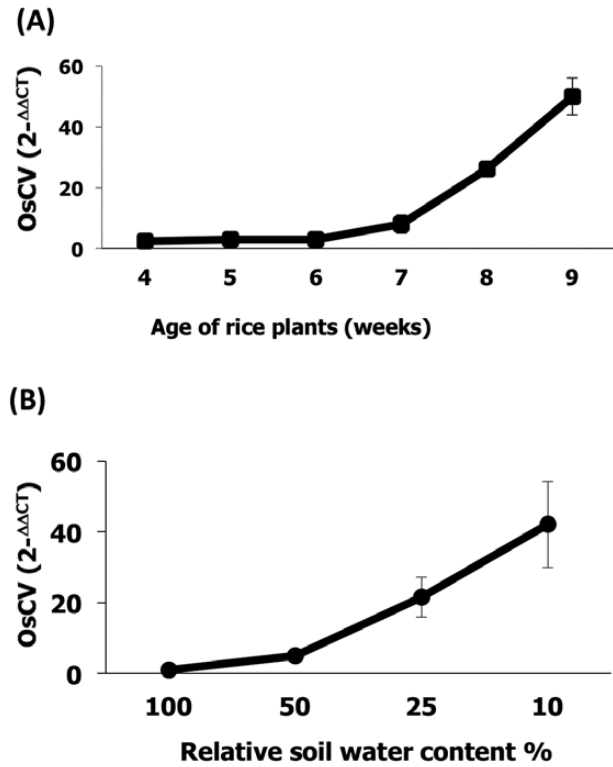 (A)
OsCV (2-ΔΔCT)
60
40
20
0
4 5 6 7 8 9
Age of rice plants (weeks)
(B)
OsCV (2-ΔΔCT)
60
40
20
0
100 50 25 10
Relative soil water content %